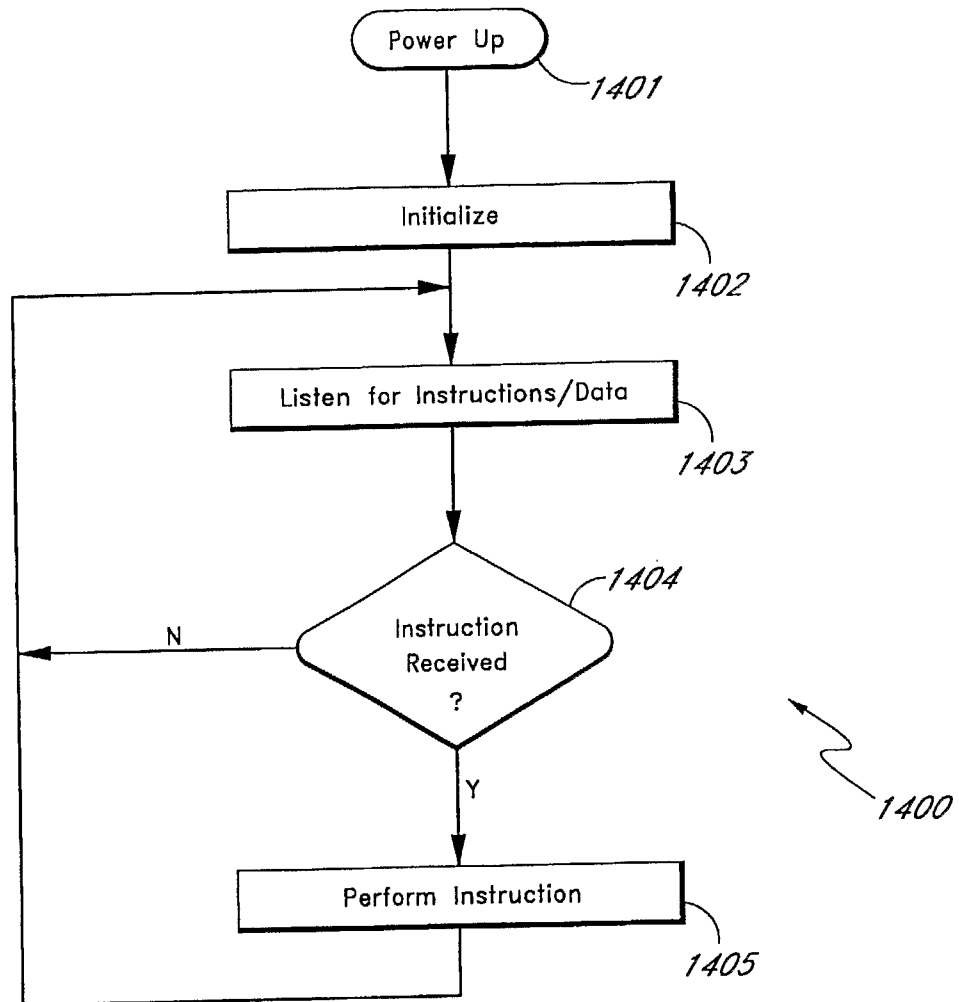 Power Up
1401
Initialize
1402
Listen for Instructions/Data
1403
1404
Instruction
Received
?
N
Y
1400
Perform Instruction
1405